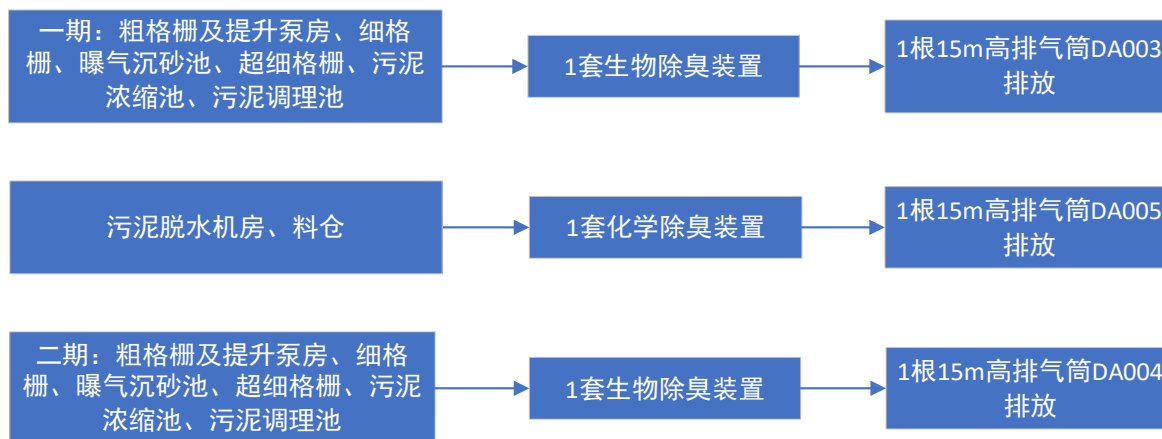 一期：粗格栅及提升泵房、细格
栅、曝气沉砂池、超细格栅、污泥
浓缩池、污泥调理池
1套生物除臭装置
1根15m高排气筒DA003
排放
污泥脱水机房、料仓
1套化学除臭装置
1根15m高排气筒DA005
排放
二期：粗格栅及提升泵房、细格
栅、曝气沉砂池、超细格栅、污泥
浓缩池、污泥调理池
1套生物除臭装置
1根15m高排气筒DA004
排放